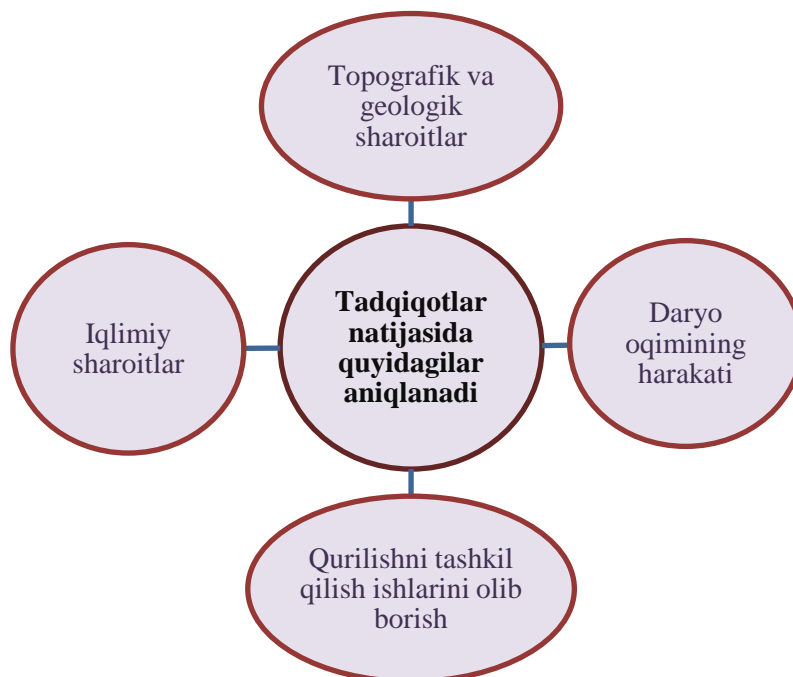 Topografik va
geologik
sharoitlar
Iqlimiy
sharoitlar
Tadqiqotlar
natijasida
quyidagilar
aniqlanadi
Daryo
oqimining
harakati
Qurilishni tashkil
qilish ishlarini olib
borish